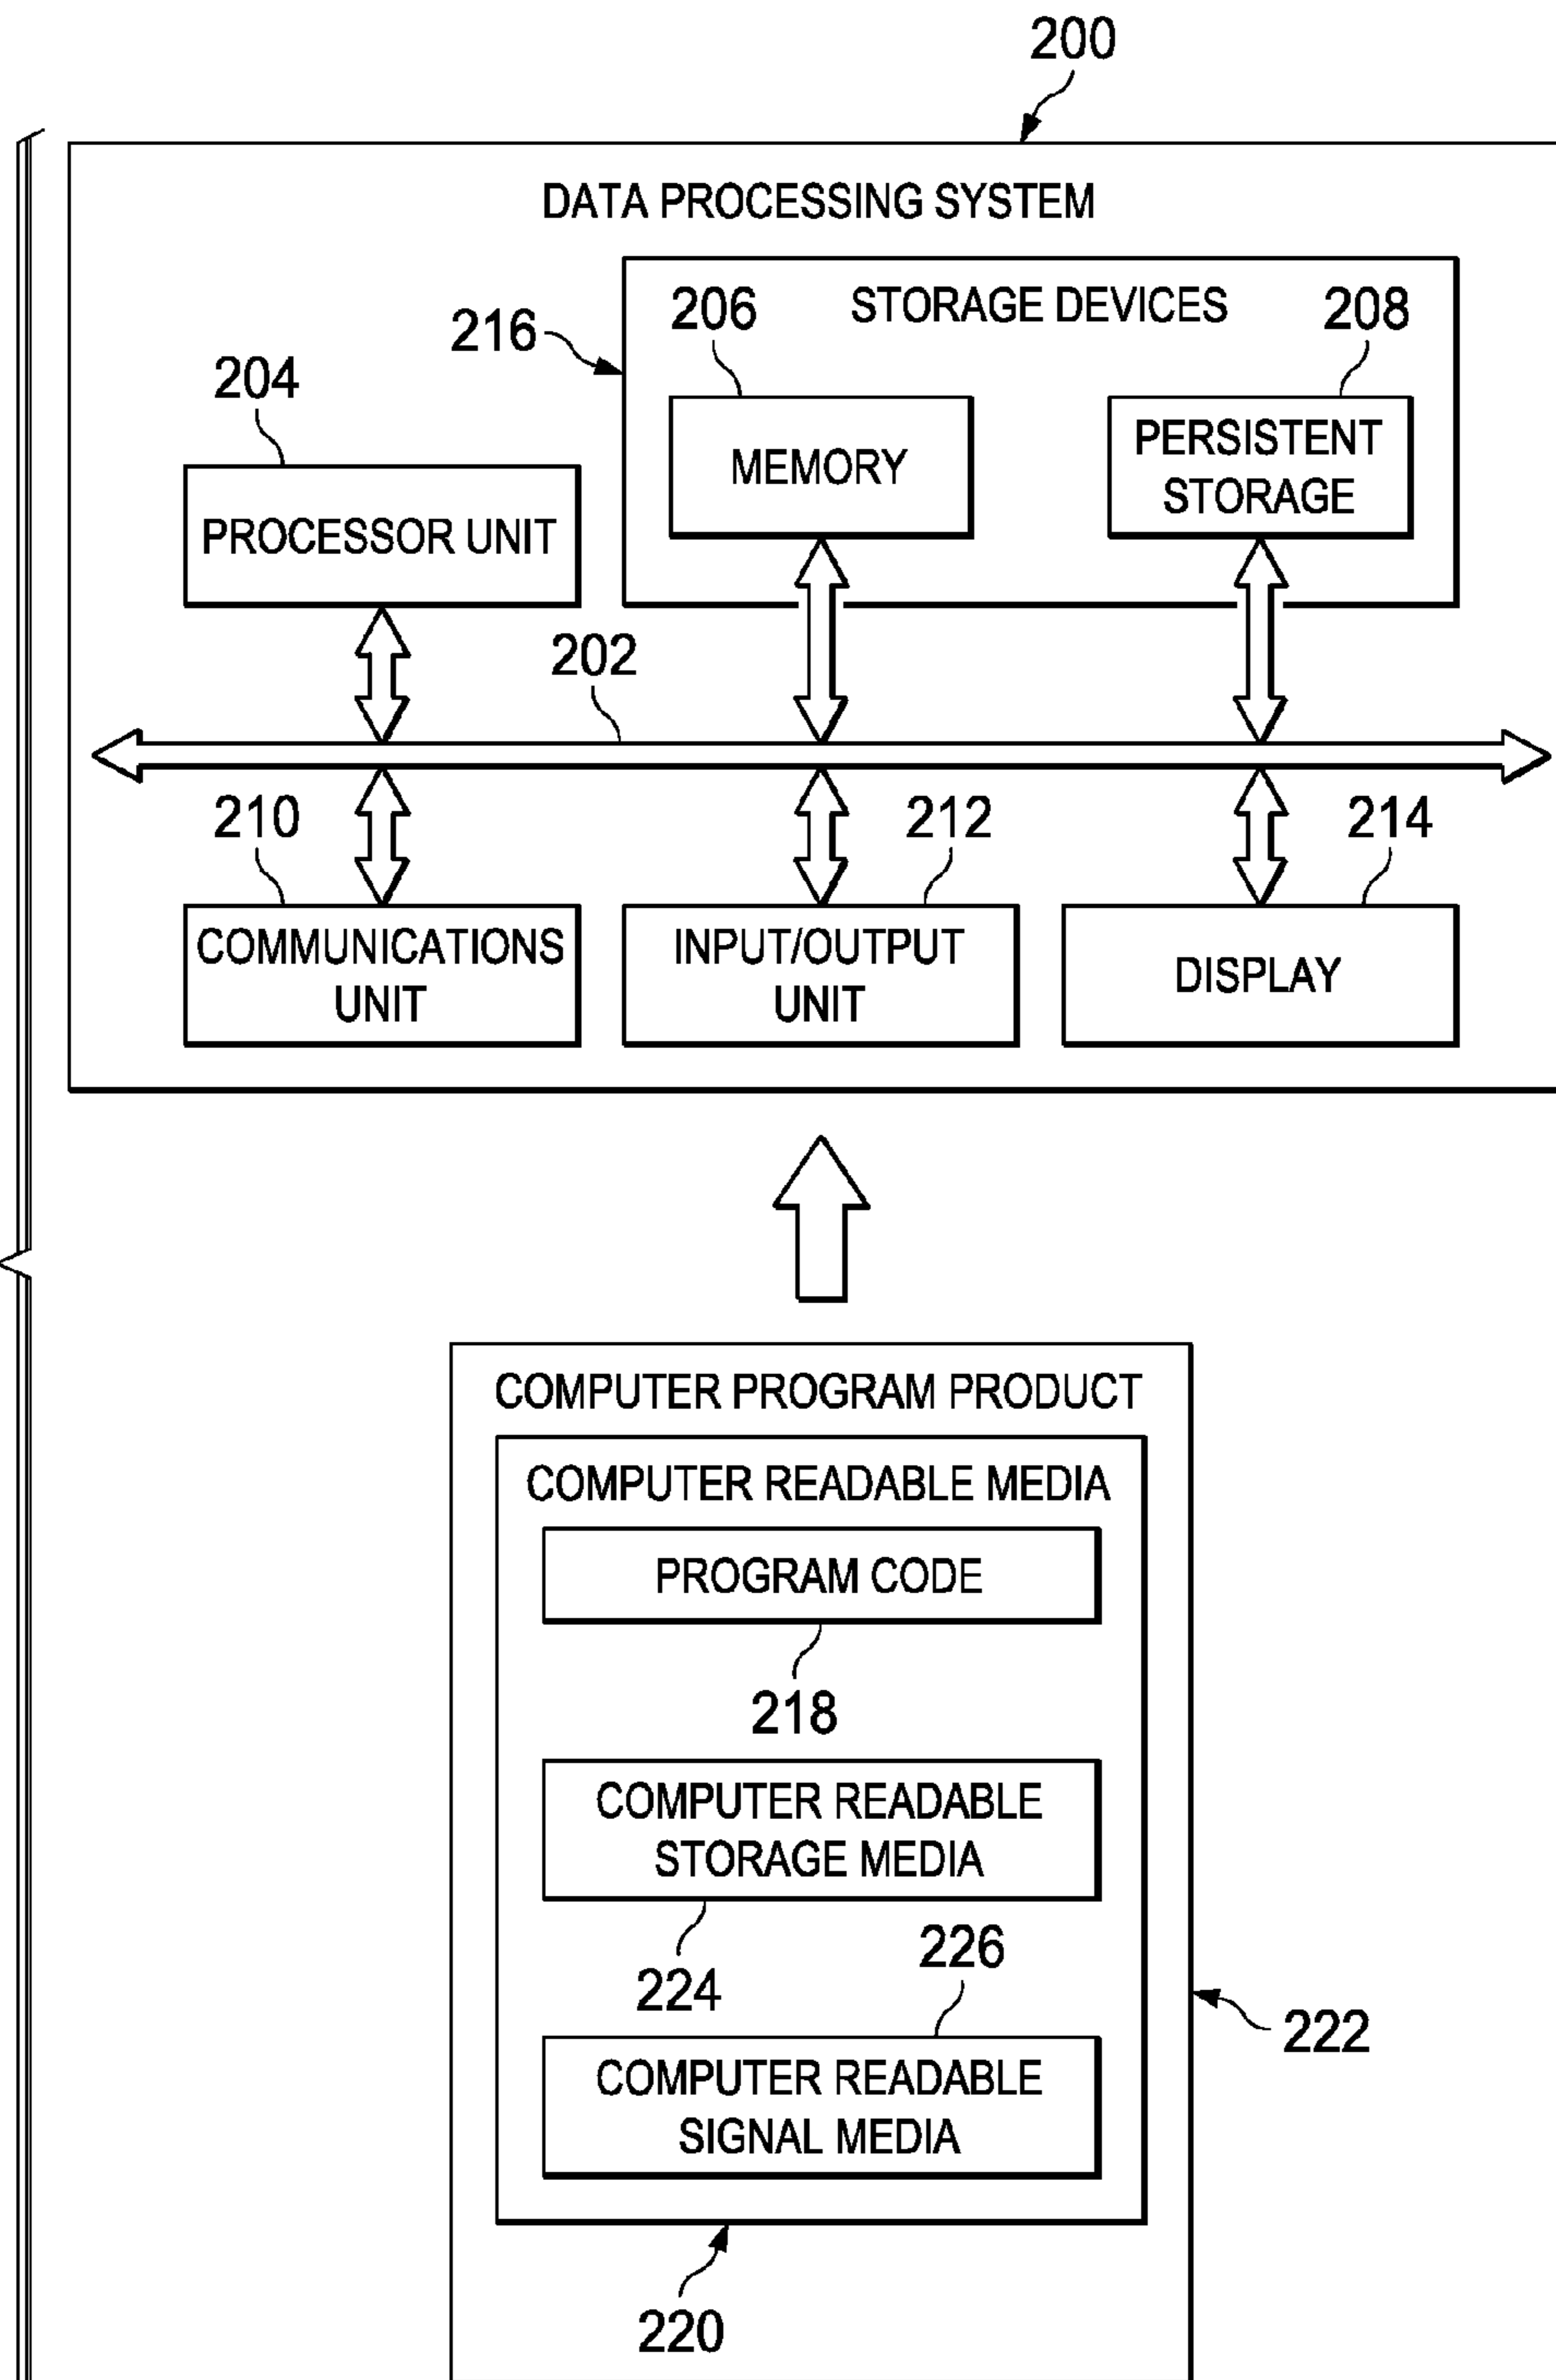 200
DATA PROCESSING SYSTEM
216
206
STORAGE DEVICES
208
204
MEMORY
PERSISTENT
STORAGE
PROCESSOR UNIT
202
210
212
214
COMMUNICATIONS
UNIT
INPUT/OUTPUT
UNIT
DISPLAY
COMPUTER PROGRAM PRODUCT
COMPUTER READABLE MEDIA
PROGRAM CODE
218
COMPUTER READABLE
STORAGE MEDIA
224
226
222
COMPUTER READABLE
SIGNAL MEDIA
220